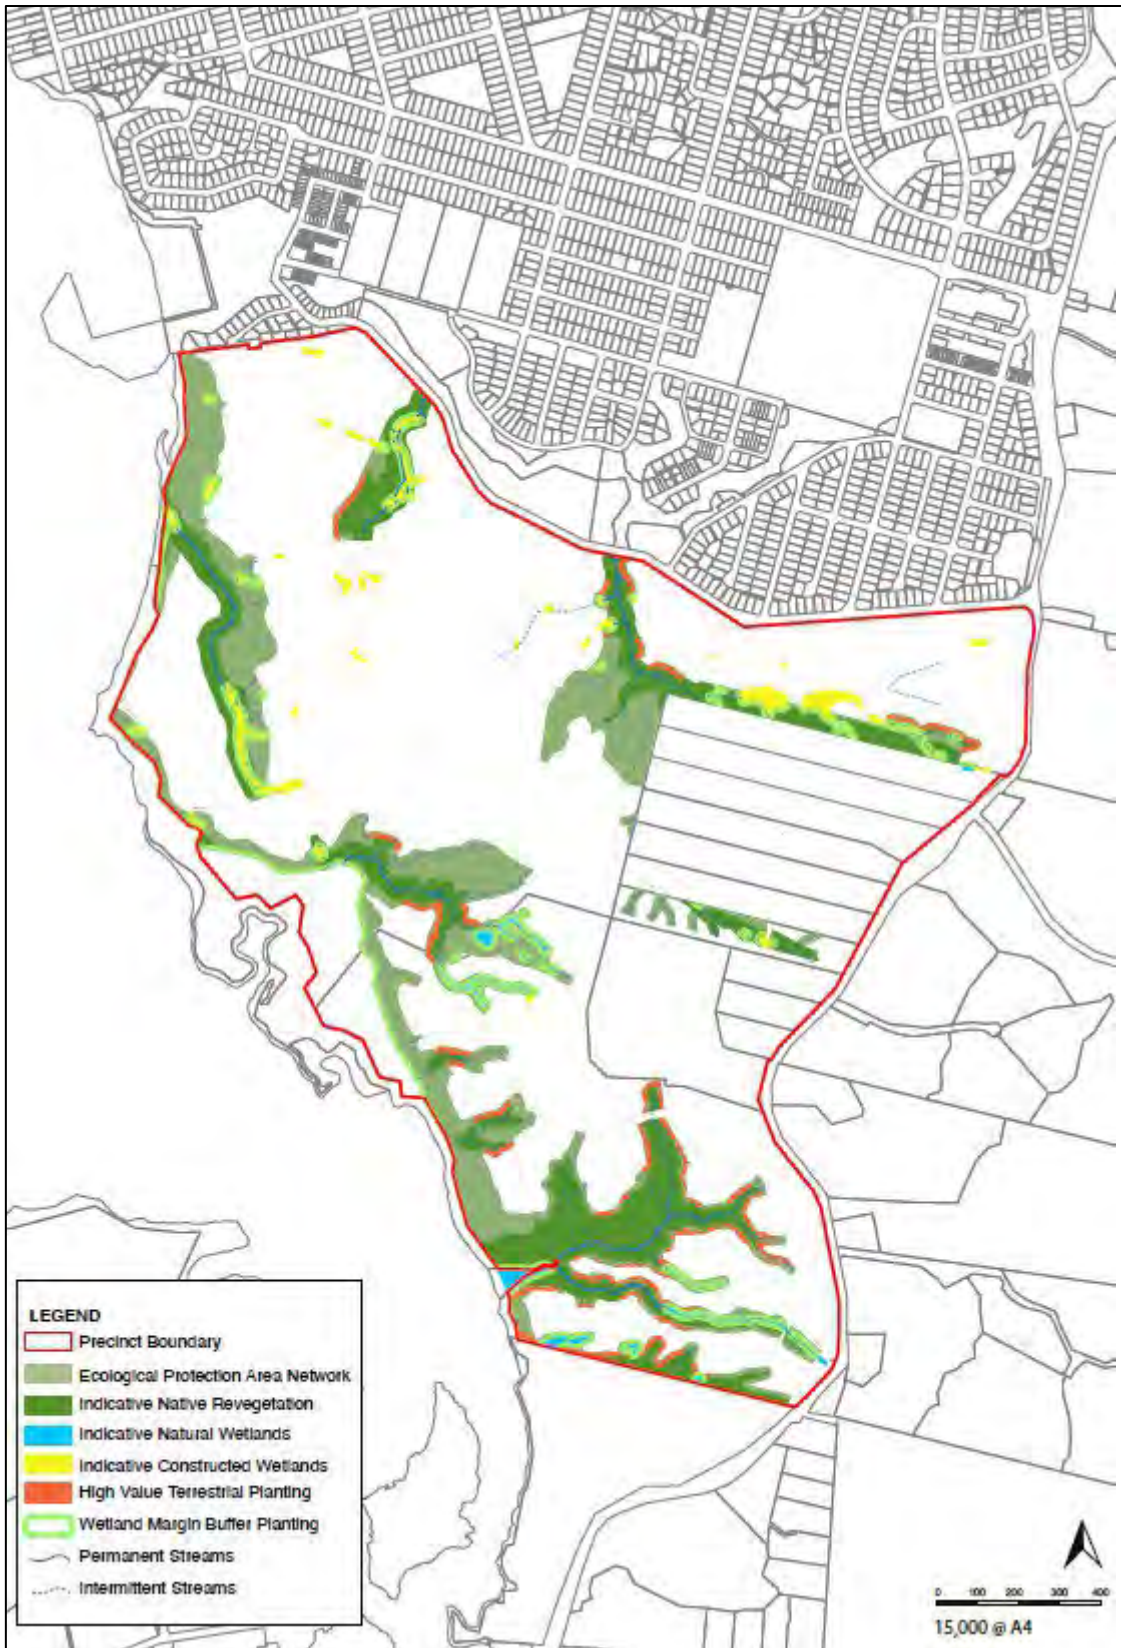 LEGEND
Precinct Boundary
Ecological Protection Area Network
Indicative Native Revegetation
Indicative Natural Wetlands
Indicative Constructed Wetlands
High Value Terrestrial Planting
Wetland Margin Buffer Planting
Permanent Streams
Intermittent Streams
0 100 200 300 400
15,000 @ A4